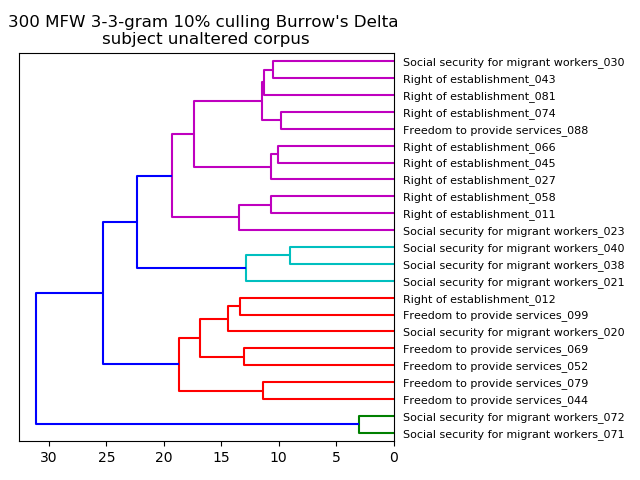 300 MFW 3-3-gram 10% culling Burrow's Delta
subject unaltered corpus
Social security for migrant workers_030
Right of establishment_043
Right of establishment_081
Right of establishment_074
Freedom to provide services_088
Right of establishment_066
Right of establishment_045
Right of establishment_027
Right of establishment_058
Right of establishment_011
Social security for migrant workers_023
Social security for migrant workers_040
Social security for migrant workers_038
Social security for migrant workers_021
Right of establishment_012
Freedom to provide services_099
Social security for migrant workers_020
Freedom to provide services_069
Freedom to provide services_052
Freedom to provide services_079
Freedom to provide services_044
Social security for migrant workers_072
Social security for migrant workers_071
30 25 20 15 10 5 0